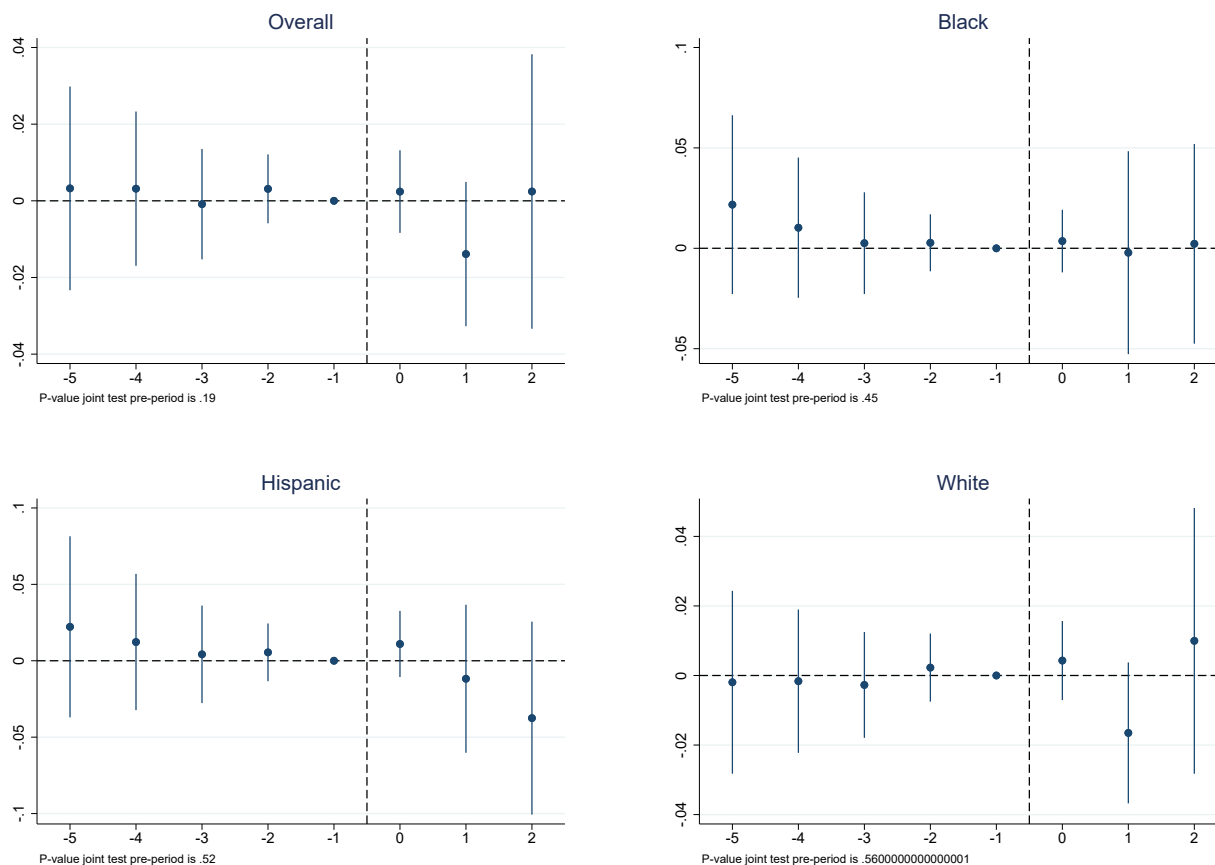 Overall
.04
.02
0
-.02
-.04
-5 -4 -3 -2 -1 0 1 2
P-value joint test pre-period is .19
Black
.1
.05
0
-.05
-5 -4 -3 -2 -1 0 1 2
P-value joint test pre-period is .45
Hispanic
.1
.05
0
-.05
-.1
-5 -4 -3 -2 -1 0 1 2
P-value joint test pre-period is .52
White
.04
.02
0
-.02
-.04
-5 -4 -3 -2 -1 0 1 2
P-value joint test pre-period is .5600000000000001